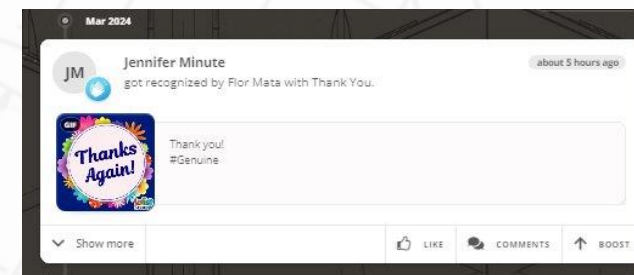 Mar 2024
JM
Jennifer Minute
about 5 hours ago
got recognized by Flor Mata with Thank You.
GIF
Thanks
Again!
Thank you!
#Genuine
Show more
LIKE
COMMENTS
BOOST